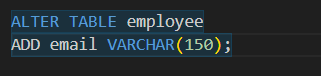 ALTER TABLE employee
ADD email VARCHAR(150);